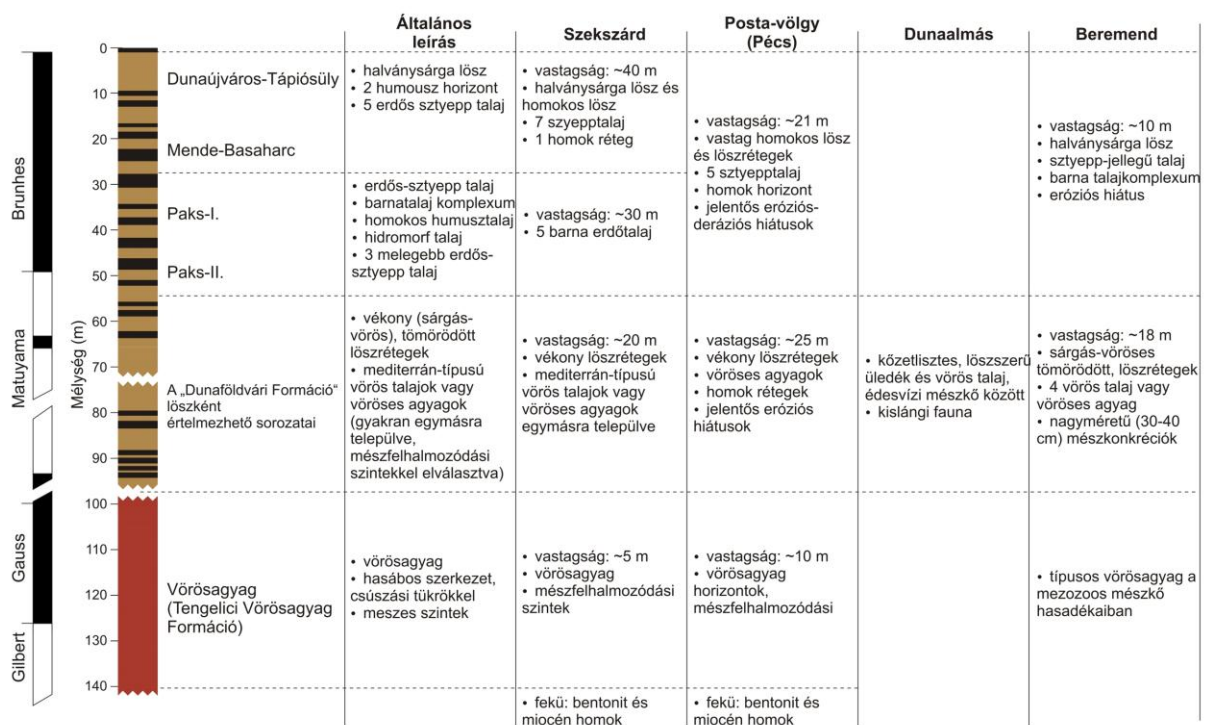 Általános
leírás
Szekszárd
Posta-völgy
(Pécs)
Dunaalmás
Beremend
Brunhes
Matuyama
Gauss
Gilbert
Mélység (m)
0
10
20
30
40
50
60
70
80
90
100
110
120
130
140
Dunaújváros-Tápiósüly
Mende-Basaharc
Paks-I.
Paks-II.
A „Dunaföldvári Formáció“
löszként
értelmezhető sorozatai
Vörösagyag
(Tengelici Vörösagyag
Formáció)
• halványsárga lösz
• 2 humousz horizont
• 5 erdős sztyepp talaj
• erdős-sztyepp talaj
• barnatalaj komplexum
• homokos humusztalaj
• hidromorf talaj
• 3 melegebb erdős-
sztyepp talaj
• vékony (sárgás-
vörös), tömörödött
löszrétegek
• mediterrán-típusú
vörös talajok vagy
vöröses agyagok
(gyakran egymásra
települve,
mészfelhalmozódási
szintekkel elválasztva)
• vörösagyag
• hasábos szerkezet,
csúszási tükrökkel
• meszes szintek
• vastagság: ~40 m
• halványsárga lösz és
homokos lösz
• 7 szyepptalaj
• 1 homok réteg
• vastagság: ~30 m
• 5 barna erdőtalaj
• vastagság: ~20 m
• vékony löszrétegek
• mediterrán-típusú
vörös talajok vagy
vöröses agyagok
egymásra települve
• vastagság: ~5 m
• vörösagyag
• mészfelhalmozódási
szintek
• fekü: bentonit és
miocén homok
• vastagság: ~21 m
• vastag homokos lösz
és löszrétegek
• 5 sztyepptalaj
• homok horizont
• jelentős eróziós-
deráziós hiátusok
• vastagság: ~25 m
• vékony löszrétegek
• vöröses agyagok
• homok rétegek
• jelentős eróziós
hiátusok
• vastagság: ~10 m
• vörösagyag
horizontok,
mészfelhalmozódási
• fekü: bentonit és
miocén homok
• kőzetlisztes, löszszerű
üledék és vörös talaj,
édesvízi mészkő között
• kislángi fauna
• vastagság: ~10 m
• halványsárga lösz
• sztyepp-jellegű talaj
• barna talajkomplexum
• eróziós hiátus
• vastagság: ~18 m
• sárgás-vöröses
tömörödött, löszrétegek
• 4 vörös talaj vagy
vöröses agyag
• nagyméretű (30-40
cm) mészkonkréciók
• típusos vörösagyag a
mezozoos mészkő
hasadékaiban